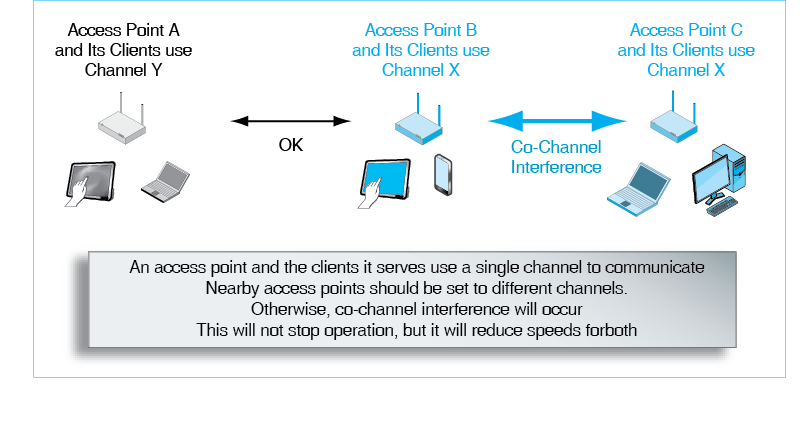 Access Point A
and Its Clients use
Channel Y
Access Point B
and Its Clients use
Channel X
Access Point C
and Its Clients use
Channel X
OK
Co-Channel
Interference
An access point and the clients it serves use a single channel to communicate
Nearby access points should be set to different channels.
Otherwise, co-channel interference will occur
This will not stop operation, but it will reduce speeds forboth